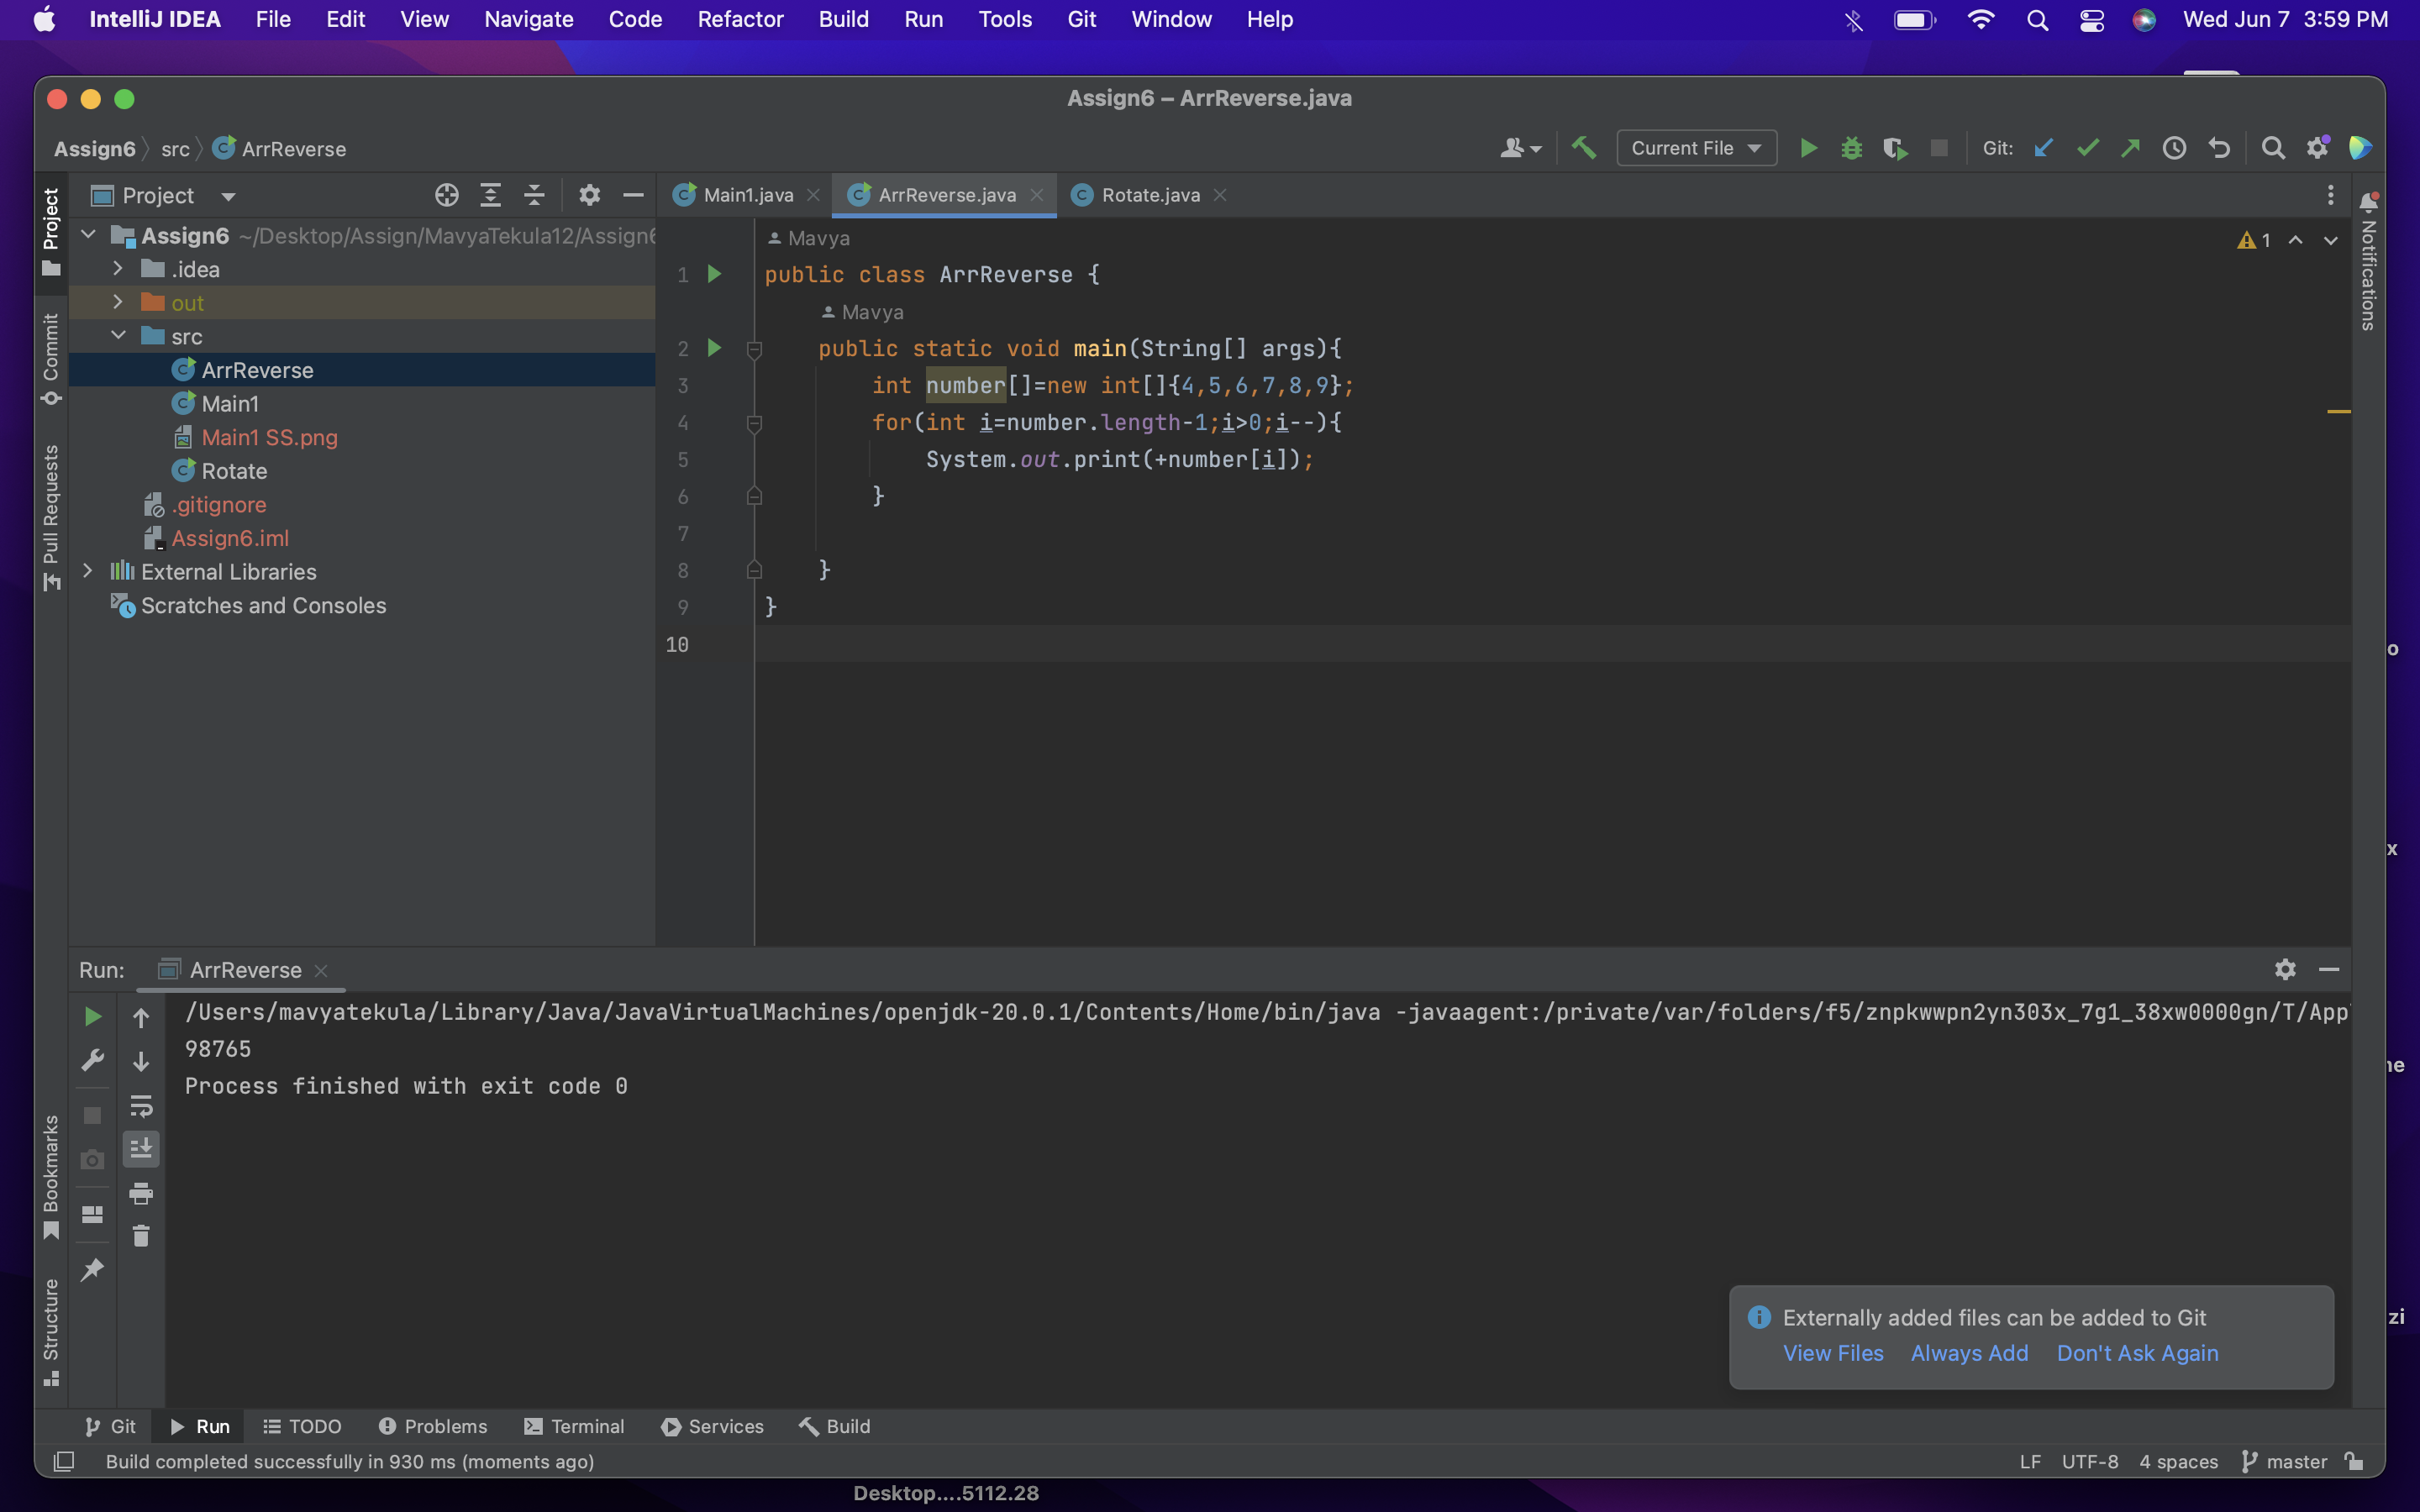 IntelliJ IDEA File Edit View Navigate Code Refactor Build Run Tools Git Window Help Wed Jun 7 3:59 PM
Assign6 – ArrReverse.java
Assign6 src ArrReverse Current File Git:
Project
Commit
Pull Requests
Bookmarks
Structure
Project
Assign6 ~/Desktop/Assign/MavyaTekula12/Assign6
.idea
out
src
ArrReverse
Main1
Main1 SS.png
Rotate
.gitignore
Assign6.iml
External Libraries
Scratches and Consoles
Main1.java ArrReverse.java Rotate.java
Mavya 1
1 public class ArrReverse {
Mavya
2 public static void main(String[] args){
3 int number[]=new int[]{4,5,6,7,8,9};
4 for(int i=number.length-1;i>0;i--){
5 System.out.print(+number[i]);
6 }
7
8 }
9 }
10
Notifications
Run: ArrReverse
/Users/mavyatekula/Library/Java/JavaVirtualMachines/openjdk-20.0.1/Contents/Home/bin/java -javaagent:/private/var/folders/f5/znpkwwpn2yn303x_7g1_38xw0000gn/T/App
98765
Process finished with exit code 0
Externally added files can be added to Git
View Files Always Add Don't Ask Again
Git Run TODO Problems Terminal Services Build
Build completed successfully in 930 ms (moments ago) LF UTF-8 4 spaces master
o
x
zi
Desktop....5112.28